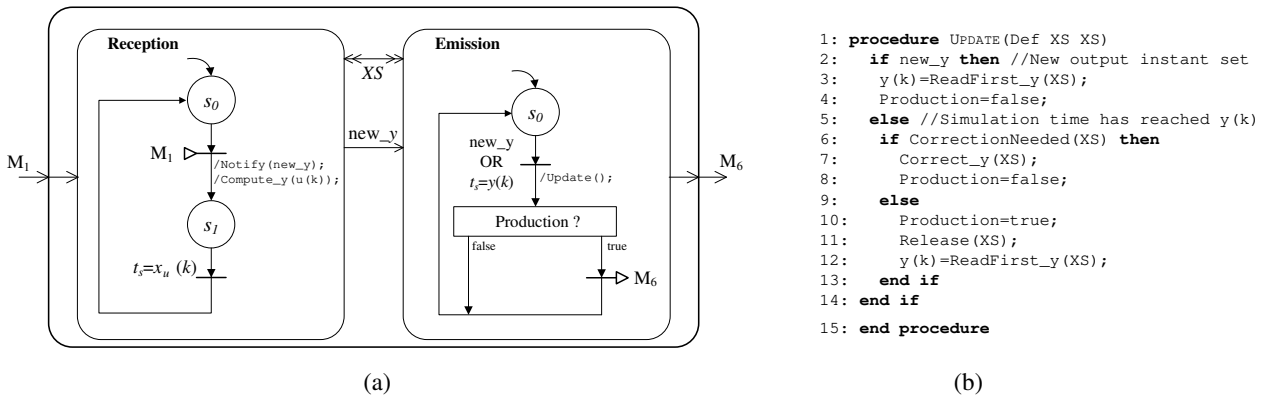 Reception
s0
M1
/Notify(new_y);
/Compute_y(u(k));
s1
ts=xu (k)
M1
XS
new_y
Emission
s0
new_y
OR
ts=y(k)
/Update();
Production ?
false
true
M6
M6
(a)
1: procedure UPDATE(Def XS XS)
2: if new_y then //New output instant set
3: y(k)=ReadFirst_y(XS);
4: Production=false;
5: else //Simulation time has reached y(k)
6: if CorrectionNeeded(XS) then
7: Correct_y(XS);
8: Production=false;
9: else
10: Production=true;
11: Release(XS);
12: y(k)=ReadFirst_y(XS);
13: end if
14: end if
15: end procedure
(b)